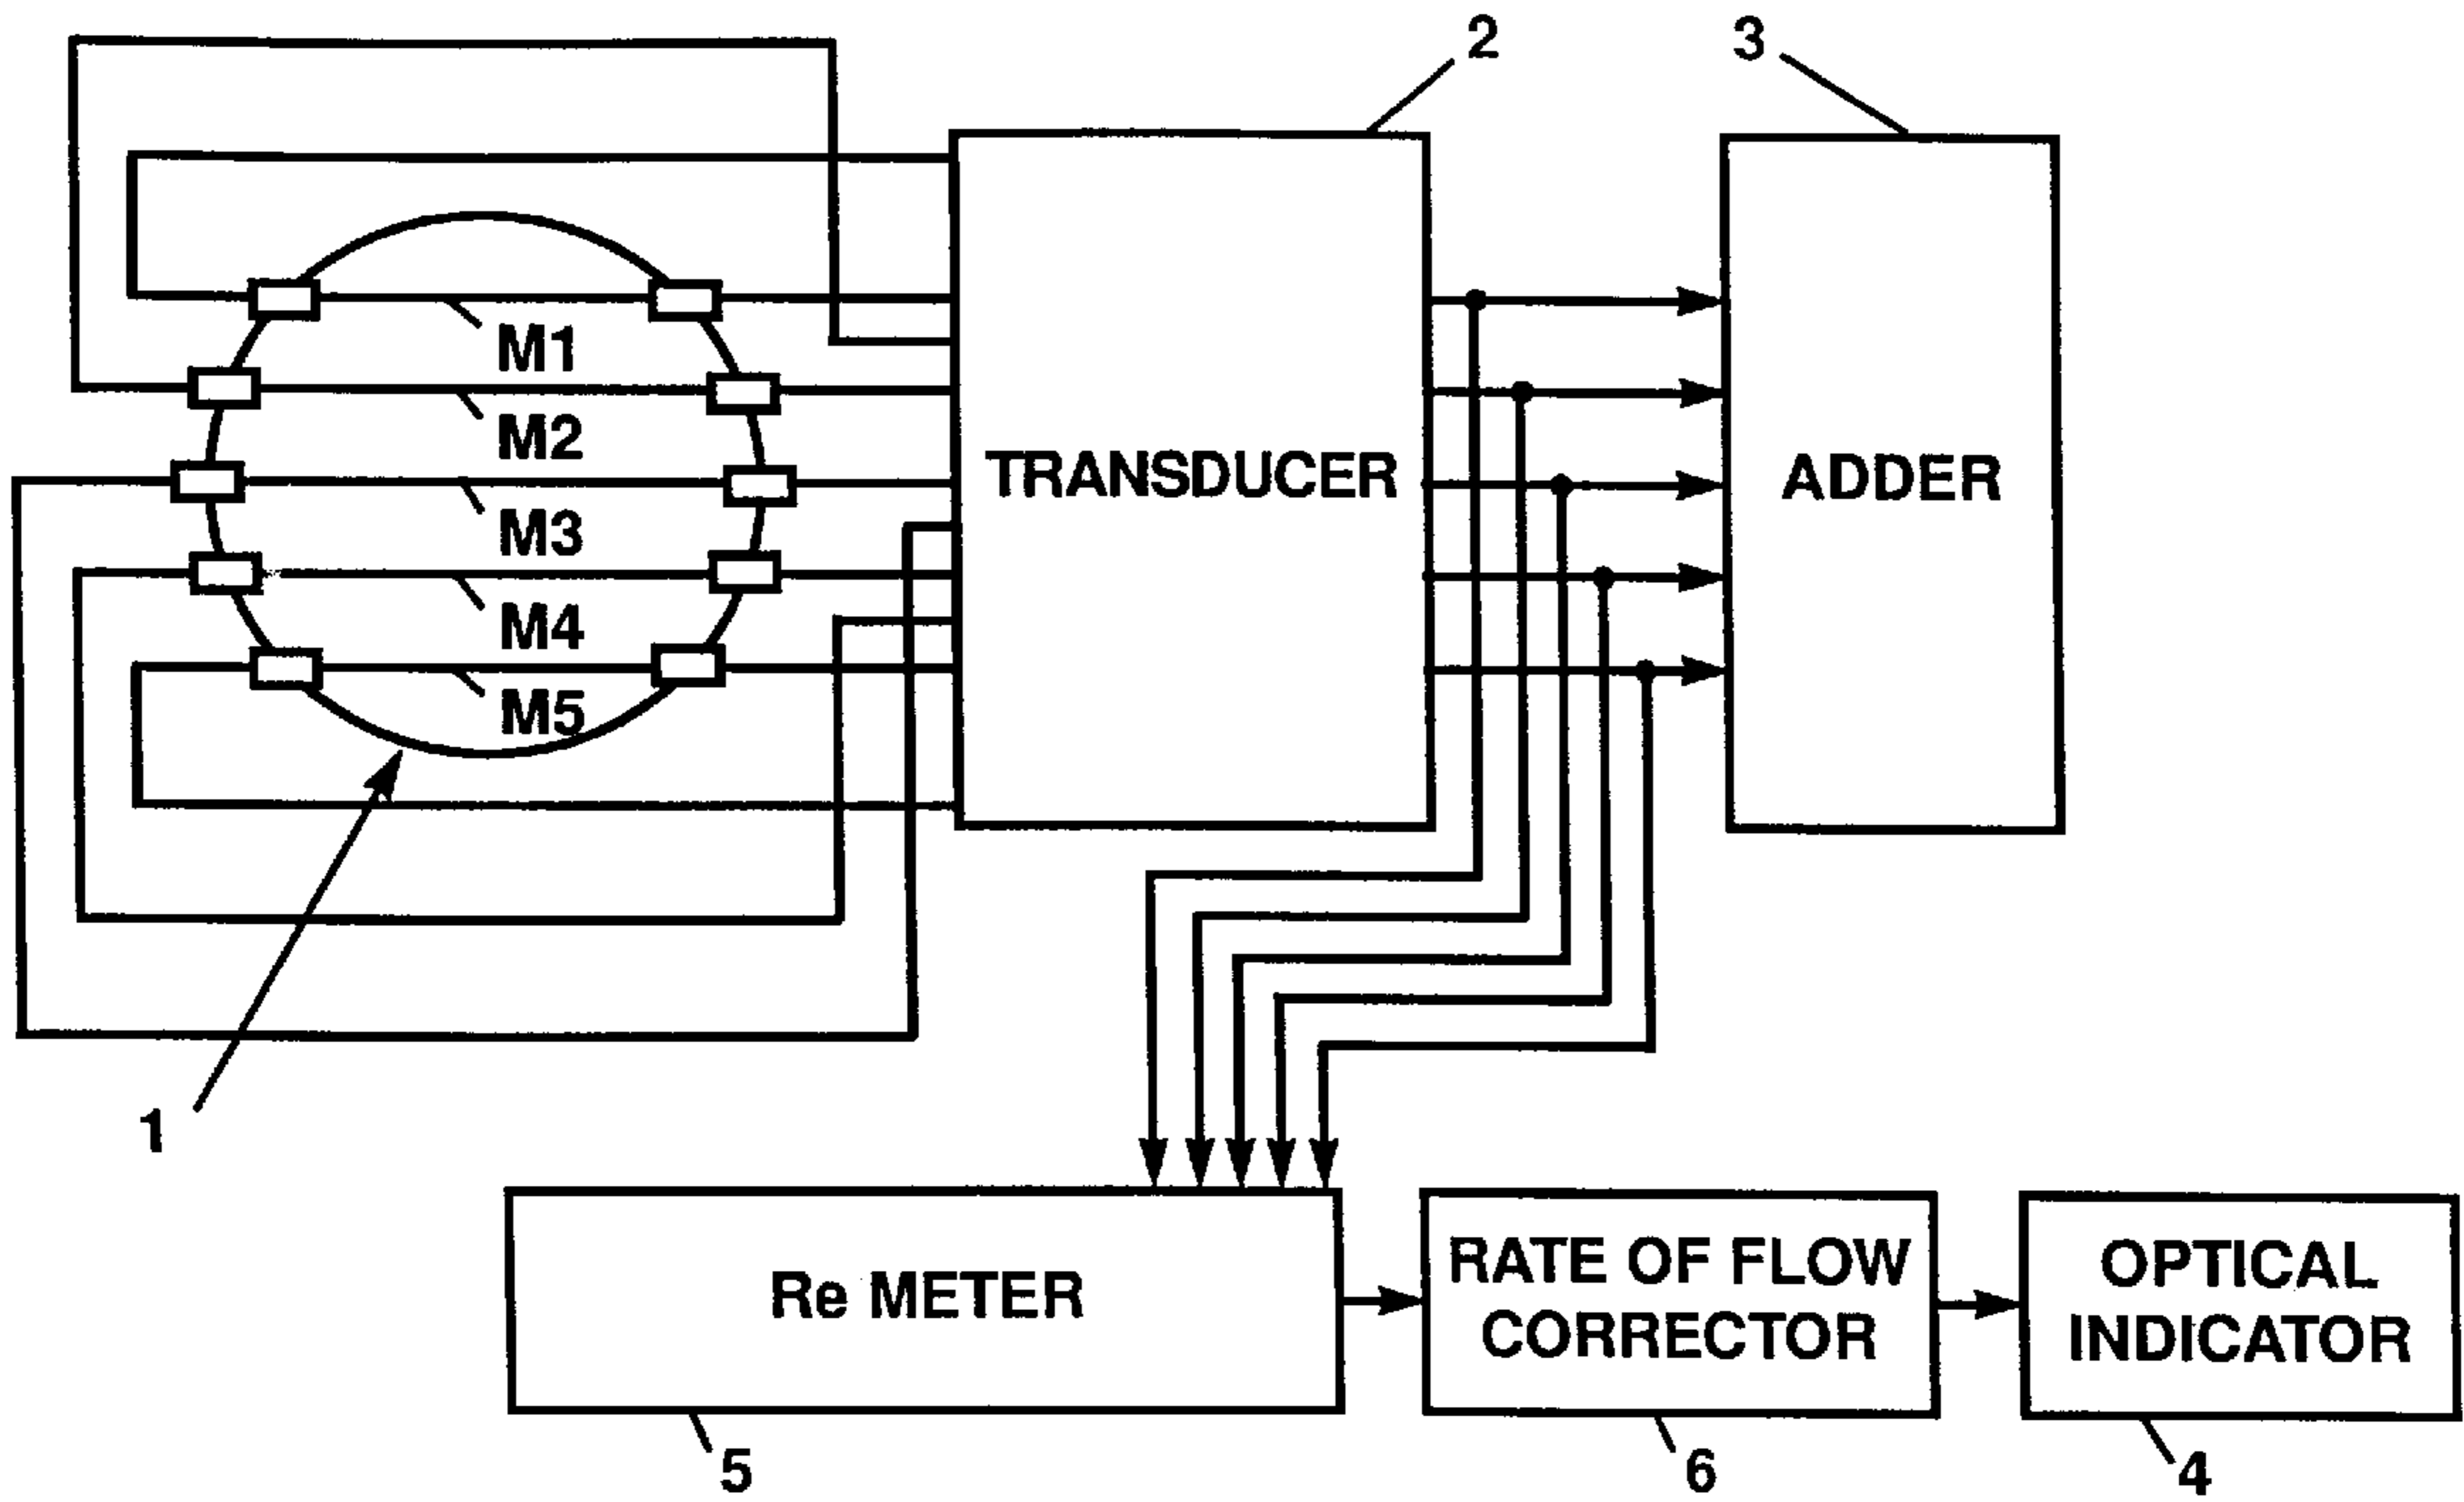 2
3
M1
M2
TRANSDUCER
ADDER
M3
M4
M5
1
Re METER
RATE OF FLOW
CORRECTOR
OPTICAL
INDICATOR
5
6
4